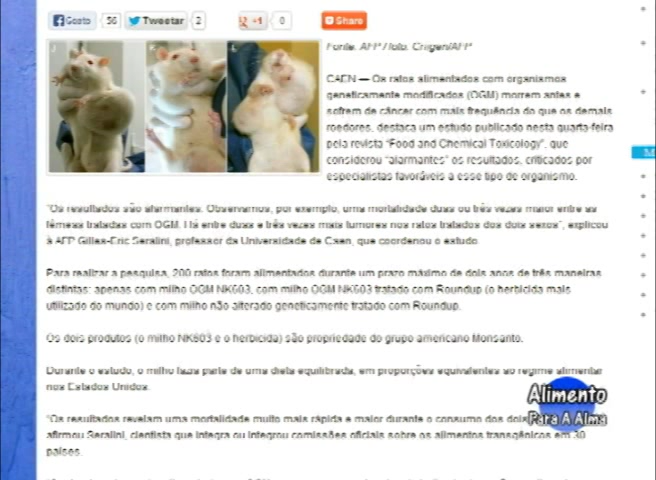 Gosto 56 Tweetar 2 +1 0 Share
J K L
Fonte: AFP / foto: Criigen/AFP
CAEN — Os ratos alimentados com organismos
geneticamente modificados (OGM) morrem antes e
sofrem de câncer com mais frequência do que os demais
roedores, destaca um estudo publicado nesta quarta-feira
pela revista "Food and Chemical Toxicology", que
considerou "alarmantes" os resultados, criticados por
especialistas favoráveis a esse tipo de organismo.
"Os resultados são alarmantes. Observamos, por exemplo, uma mortalidade duas ou três vezes maior entre as
fêmeas tratadas com OGM. Há entre duas e três vezes mais tumores nos ratos tratados dos dois sexos", explicou
à AFP Gilles-Eric Seralini, professor da Universidade de Caen, que coordenou o estudo.
Para realizar a pesquisa, 200 ratos foram alimentados durante um prazo máximo de dois anos de três maneiras
distintas: apenas com milho OGM NK603, com milho OGM NK603 tratado com Roundup (o herbicida mais
utilizado do mundo) e com milho não alterado geneticamente tratado com Roundup.
Os dois produtos (o milho NK603 e o herbicida) são propriedade do grupo americano Monsanto.
Durante o estudo, o milho fazia parte de uma dieta equilibrada, em proporções equivalentes ao regime alimentar
nos Estados Unidos.
"Os resultados revelam uma mortalidade muito mais rápida e maior durante o consumo dos dois
afirmou Seralini, cientista que integra ou integrou comissões oficiais sobre os alimentos transgênicos em 30
países.
Alimento
Para A Alma